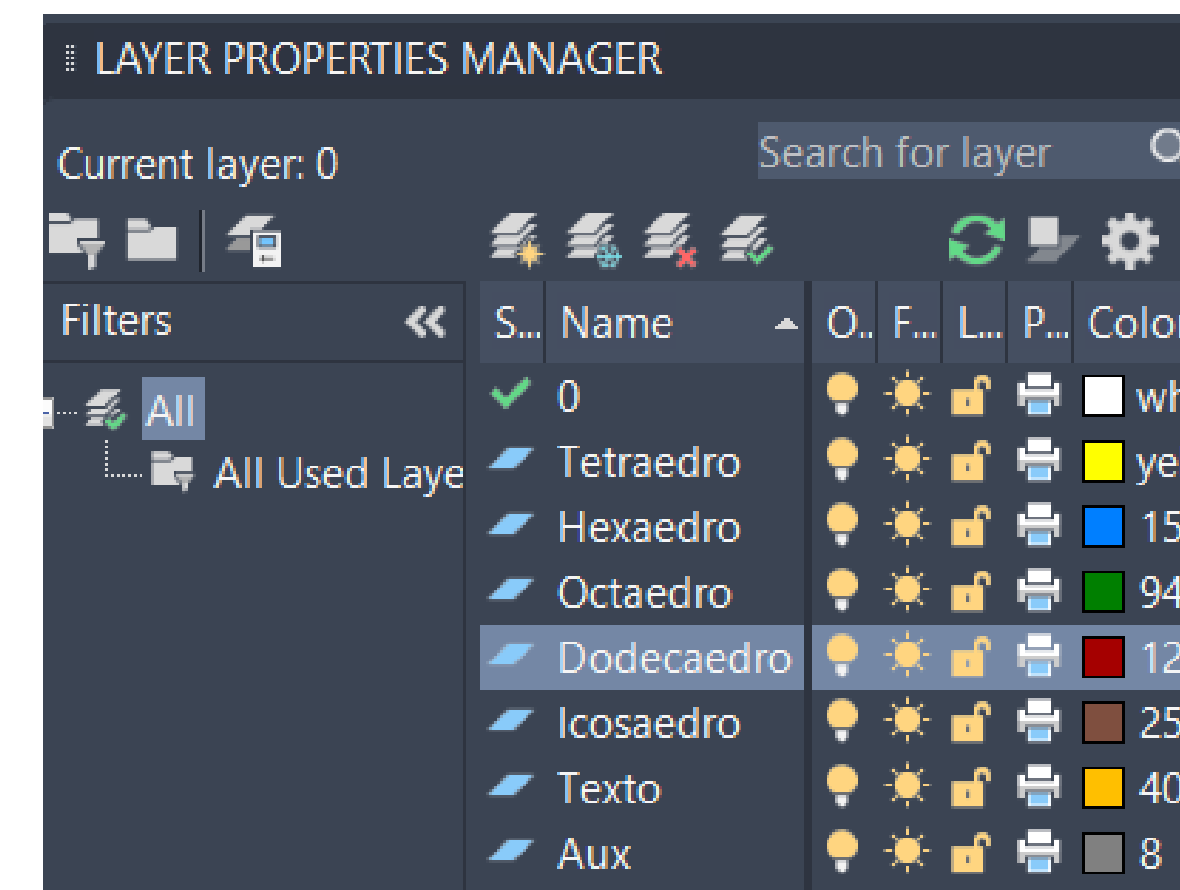 LAYER PROPERTIES MANAGER
Current layer: 0
Search for layer
Filters
S... Name O.. F... L... P... Color
All
All Used Laye
0 wh
Tetraedro ye
Hexaedro 15
Octaedro 94
Dodecaedro 12
Icosaedro 25
Texto 40
Aux 8